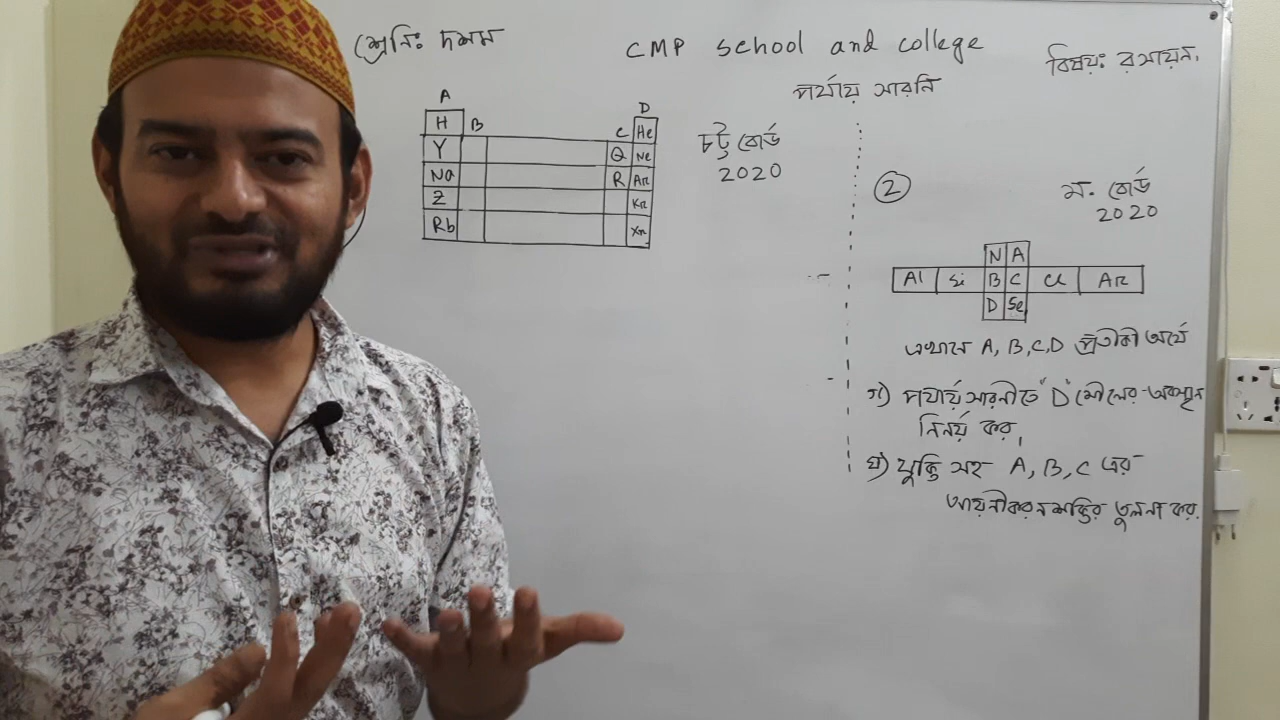 শ্রেনিঃ দশম
CMP school and college
বিষয়ঃ রসায়ন।
পর্যায় সারনি
A
D
H
B
C
He
Y
Q
Ne
Na
R
Ar
Z
Kr
Rb
Xe
চট্ট বোর্ড
2020
2
ম. বোর্ড
2020
N A
Al Si B C Cl Ar
D Se
এখানে A, B, C, D প্রতীকী অর্থে
গ) পর্যায় সারনীতে "D" মৌলের অবস্থান
নির্নয় কর।
ঘ) যুক্তি সহ A, B, C এর
আয়নীকরন শক্তির তুলনা কর.